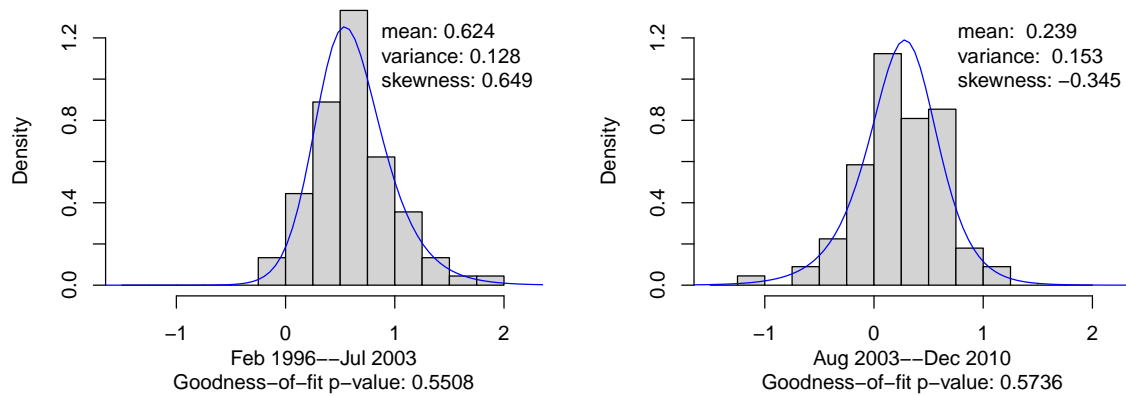 mean: 0.624
variance: 0.128
skewness: 0.649
Density
0.0
0.4
0.8
1.2
−1
0
1
2
Feb 1996−−Jul 2003
Goodness−of−fit p−value: 0.5508
mean: 0.239
variance: 0.153
skewness: −0.345
Density
0.0
0.4
0.8
1.2
−1
0
1
2
Aug 2003−−Dec 2010
Goodness−of−fit p−value: 0.5736